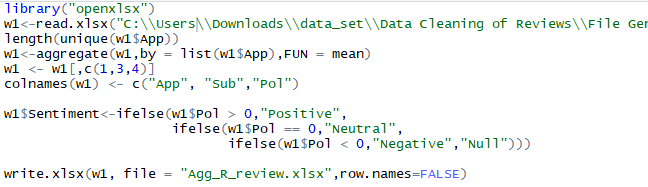 library("openxlsx")
w1<-read.xlsx("C:\\Users\\Downloads\\data_set\\Data Cleaning of Reviews\\File Gen
length(unique(w1$App))
w1<-aggregate(w1,by = list(w1$App),FUN = mean)
w1 <- w1[,c(1,3,4)]
colnames(w1) <- c("App", "Sub","Pol")
w1$Sentiment<-ifelse(w1$Pol > 0,"Positive",
ifelse(w1$Pol == 0,"Neutral",
ifelse(w1$Pol < 0,"Negative","Null")))
write.xlsx(w1, file = "Agg_R_review.xlsx",row.names=FALSE)